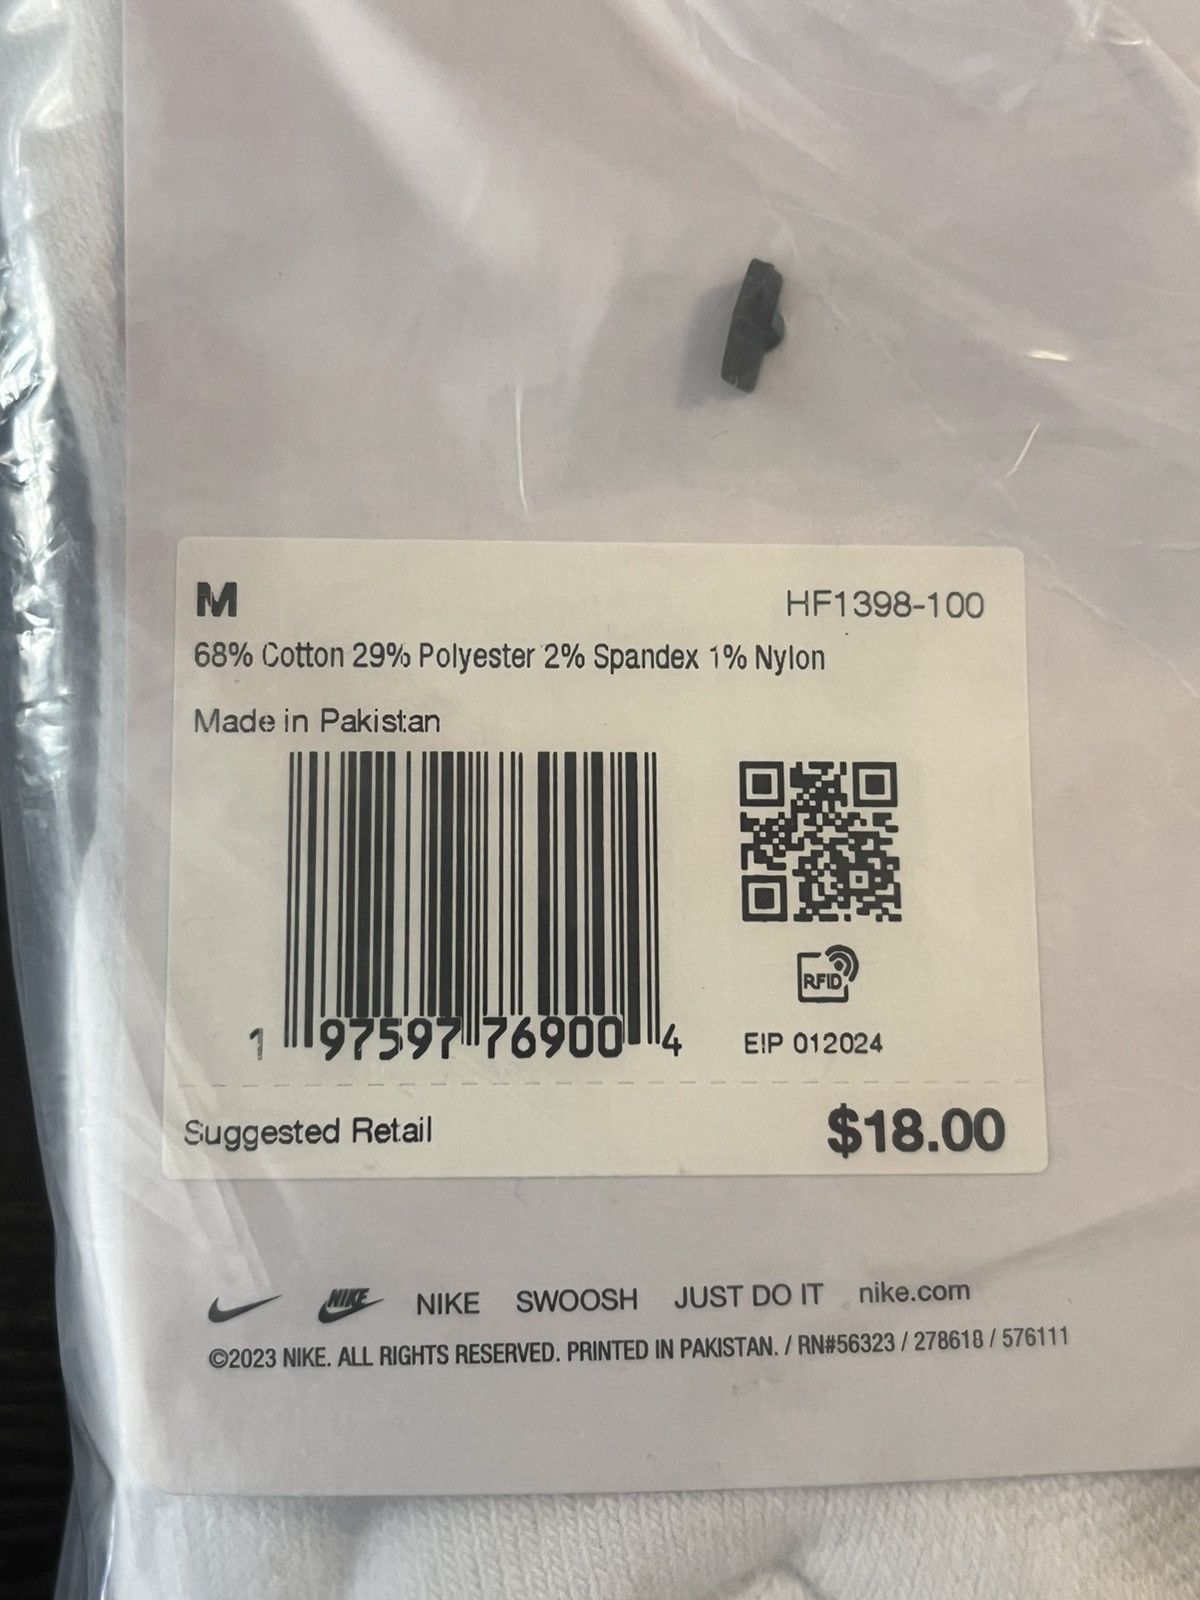 M
HF1398-100
68% Cotton 29% Polyester 2% Spandex 1% Nylon
Made in Pakistan
1 97597 76900 4
RFID
EIP 012024
Suggested Retail
$18.00
NIKE NIKE SWOOSH JUST DO IT nike.com
©2023 NIKE. ALL RIGHTS RESERVED. PRINTED IN PAKISTAN. / RN#56323 / 278618 / 576111